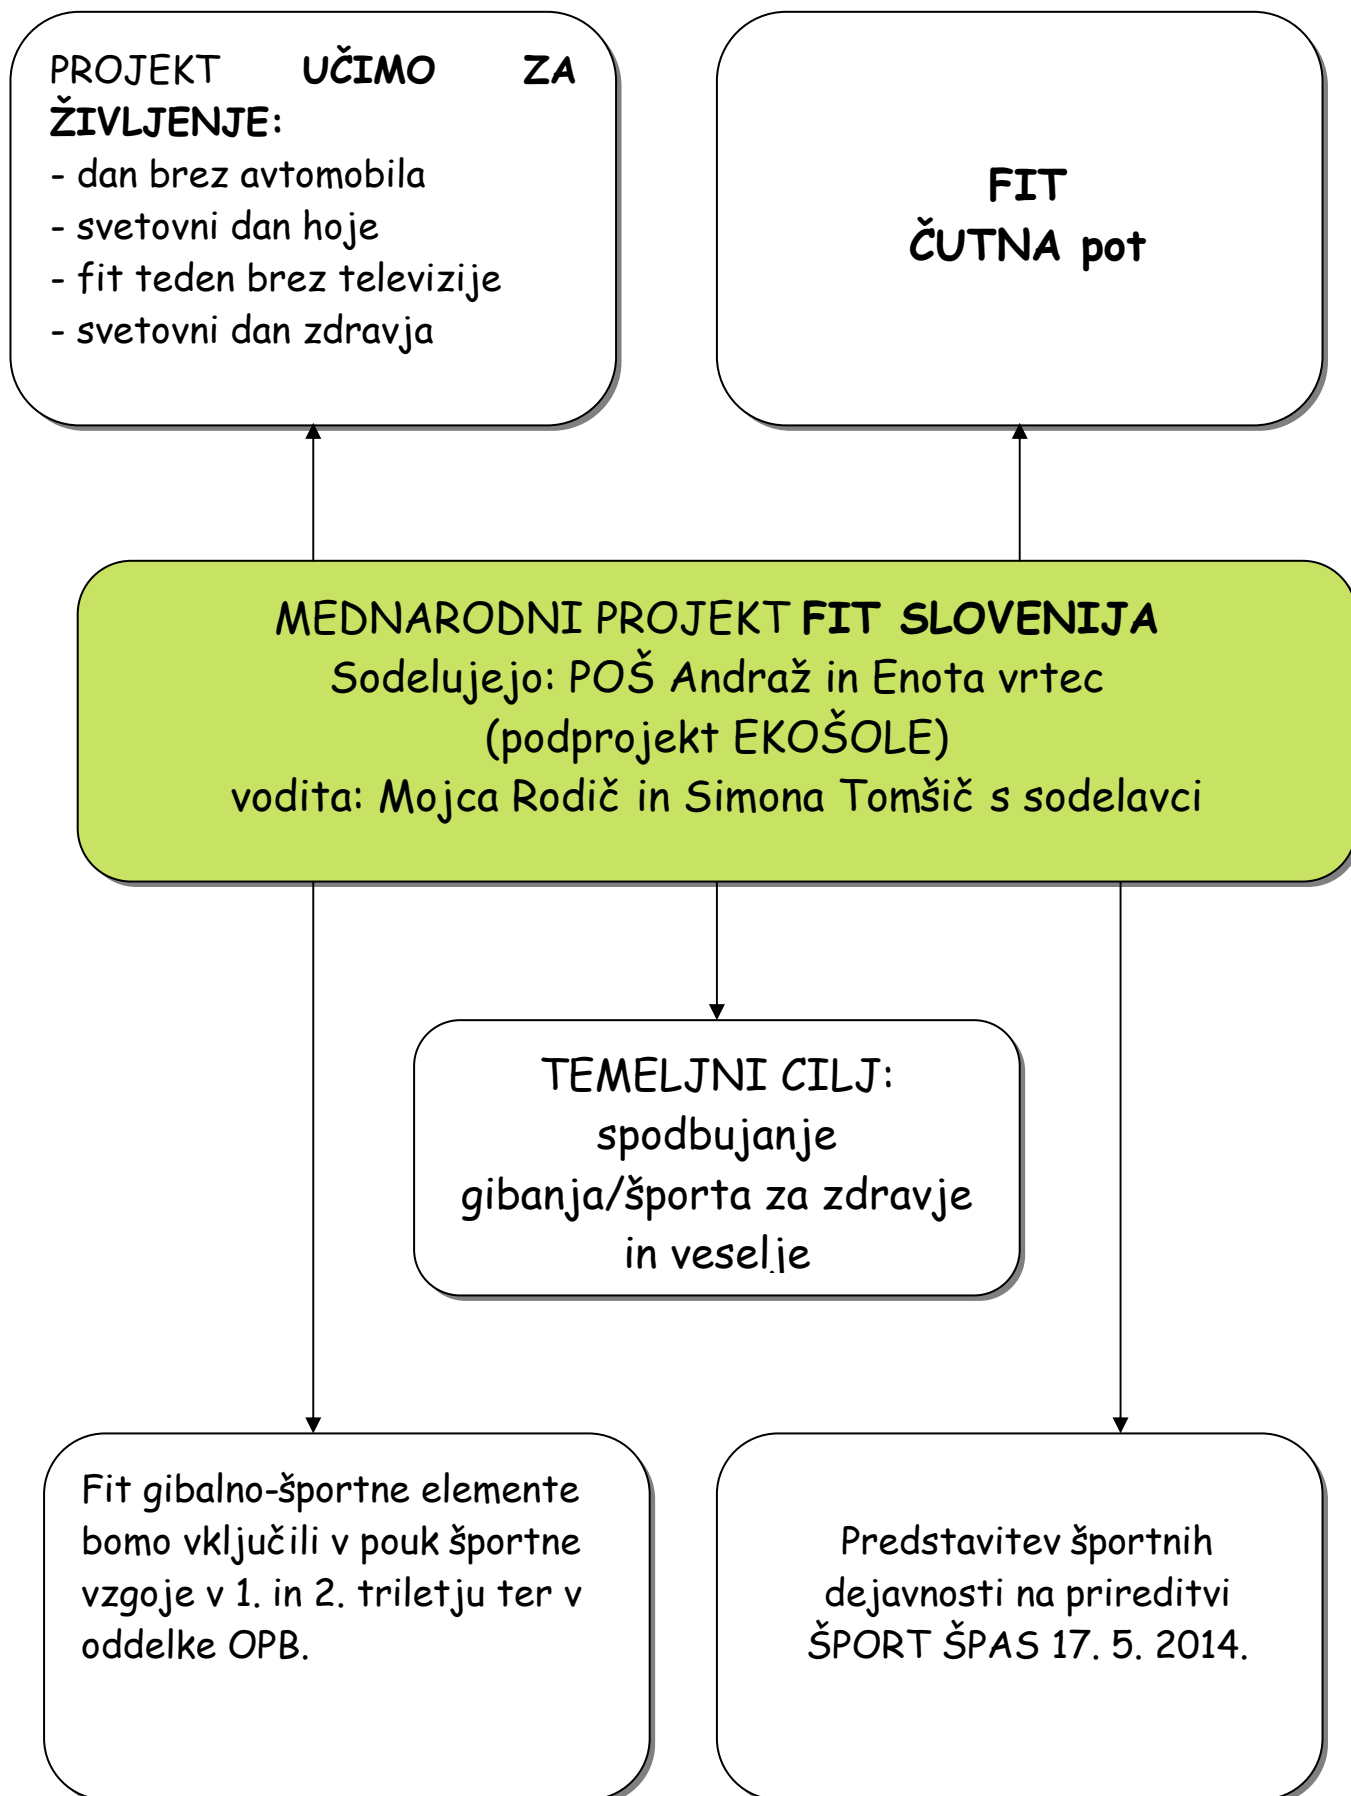 PROJEKT UČIMO ZA
ŽIVLJENJE:
- dan brez avtomobila
- svetovni dan hoje
- fit teden brez televizije
- svetovni dan zdravja
FIT
ČUTNA pot
MEDNARODNI PROJEKT FIT SLOVENIJA
Sodelujejo: POŠ Andraž in Enota vrtec
(podprojekt EKOŠOLE)
vodita: Mojca Rodič in Simona Tomšič s sodelavci
TEMELJNI CILJ:
spodbujanje
gibanja/športa za zdravje
in veselje
Fit gibalno-športne elemente
bomo vključili v pouk športne
vzgoje v 1. in 2. triletju ter v
oddelke OPB.
Predstavitev športnih
dejavnosti na prireditvi
ŠPORT ŠPAS 17. 5. 2014.